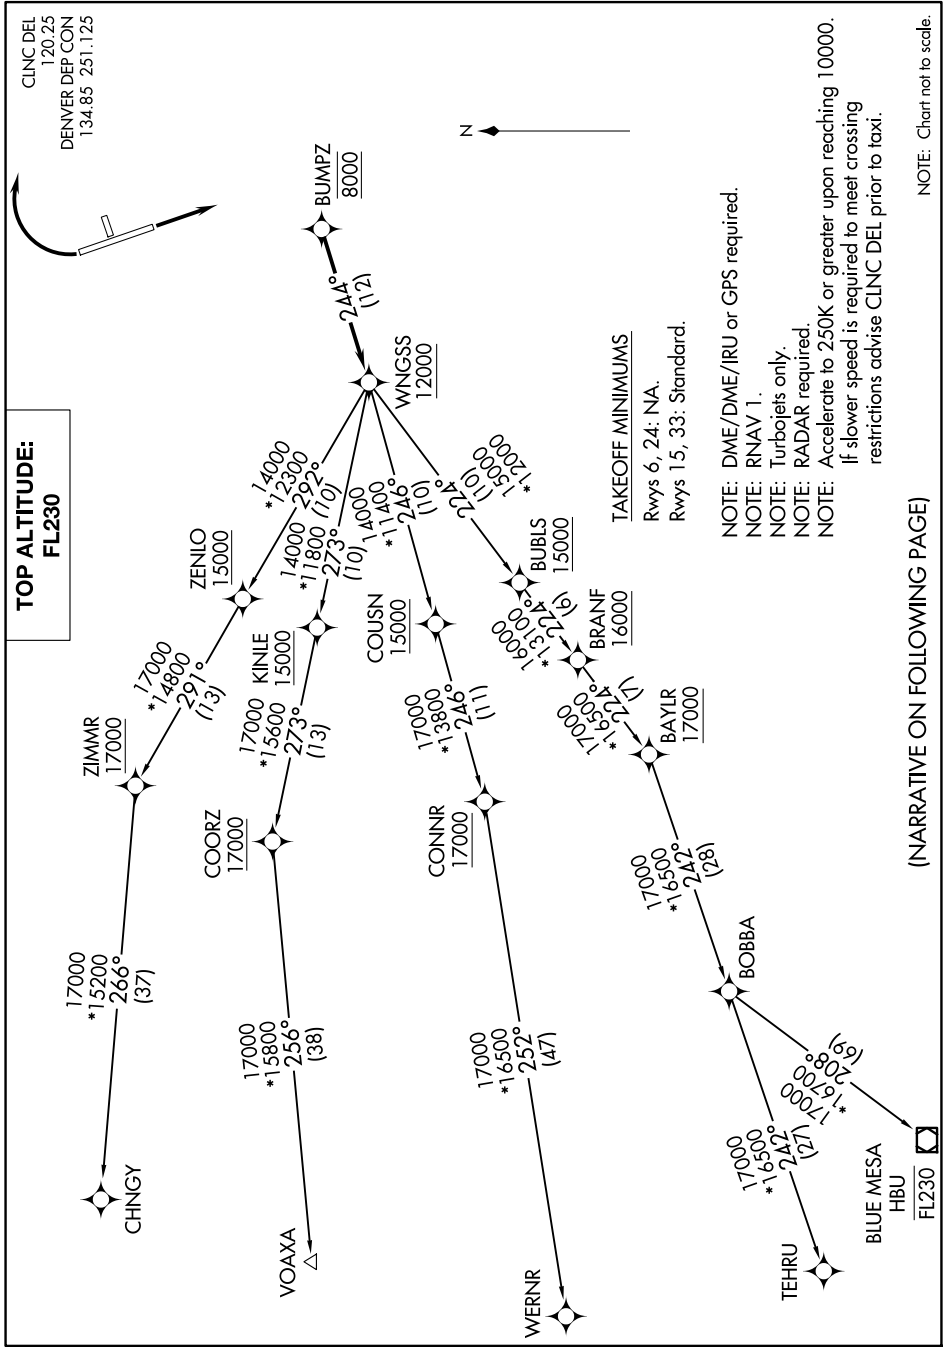 TOP ALTITUDE:
FL230
CLNC DEL
120.25
DENVER DEP CON
134.85 251.125
N
BUMPZ
8000
244°
(12)
WNGSS
12000
14000
*12300
292°
(10)
ZENLO
15000
17000
*14800
291°
(13)
ZIMMR
17000
17000
*15200
266°
(37)
CHNGY
14000
*11800
273°
(10)
KINLE
15000
17000
*15600
273°
(13)
COORZ
17000
17000
*15800
256°
(38)
VOAXA
14000
*11400
246°
(10)
COUSN
15000
17000
*13800
246°
(11)
CONNR
17000
17000
*16500
252°
(47)
WERNR
224°
(10)
15000
*12000
BUBLS
15000
224°
(6)
16000
*13100
BRANF
16000
224°
(7)
17000
*16500
BAYLR
17000
17000
*16500
242°
(28)
BOBBA
17000
*16500
242°
(27)
TEHRU
208°
(69)
17000
*16700
BLUE MESA
HBU
FL230
TAKEOFF MINIMUMS
Rwys 6, 24: NA.
Rwys 15, 33: Standard.
NOTE: DME/DME/IRU or GPS required.
NOTE: RNAV 1.
NOTE: Turbojets only.
NOTE: RADAR required.
NOTE: Accelerate to 250K or greater upon reaching 10000.
If slower speed is required to meet crossing
restrictions advise CLNC DEL prior to taxi.
(NARRATIVE ON FOLLOWING PAGE)
NOTE: Chart not to scale.